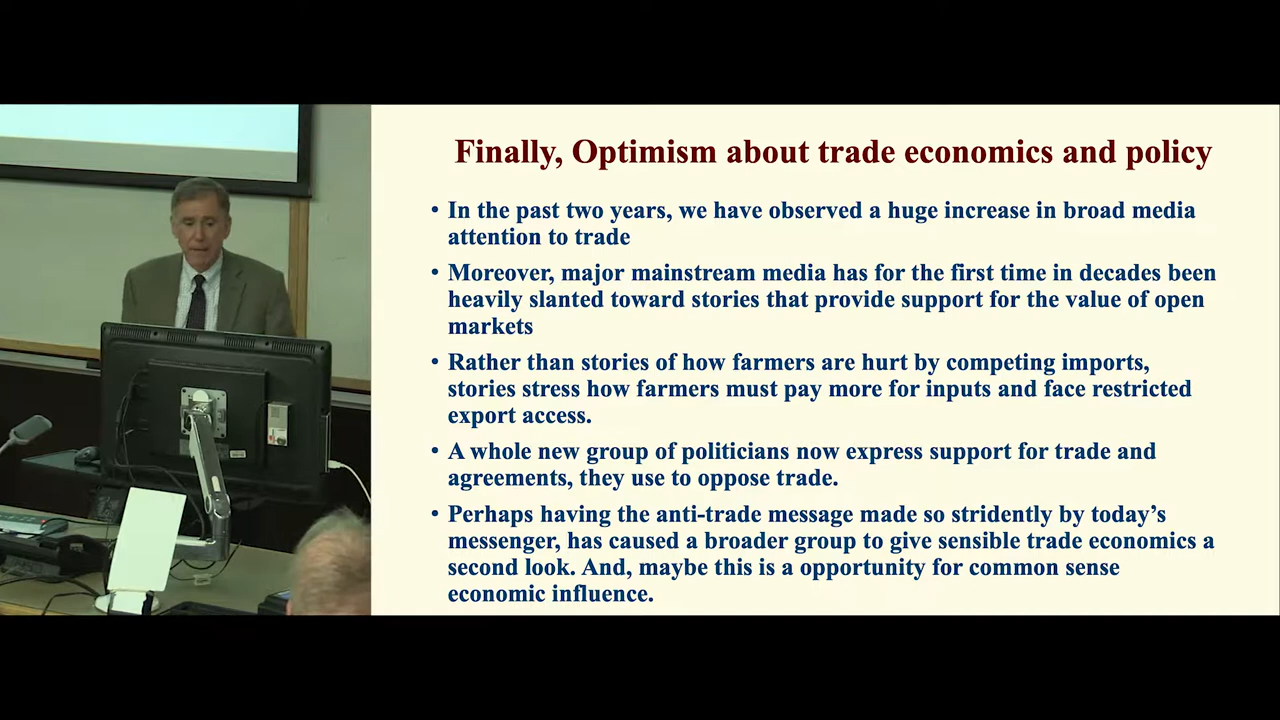 Finally, Optimism about trade economics and policy
• In the past two years, we have observed a huge increase in broad media
attention to trade
• Moreover, major mainstream media has for the first time in decades been
heavily slanted toward stories that provide support for the value of open
markets
• Rather than stories of how farmers are hurt by competing imports,
stories stress how farmers must pay more for inputs and face restricted
export access.
• A whole new group of politicians now express support for trade and
agreements, they use to oppose trade.
• Perhaps having the anti-trade message made so stridently by today’s
messenger, has caused a broader group to give sensible trade economics a
second look. And, maybe this is a opportunity for common sense
economic influence.